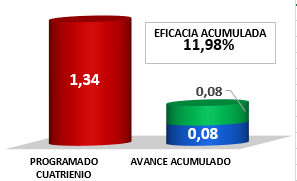 EFICACIA ACUMULADA
11,98%
1,34
0,08
0,08
PROGRAMADO
CUATRIENIO
AVANCE ACUMULADO